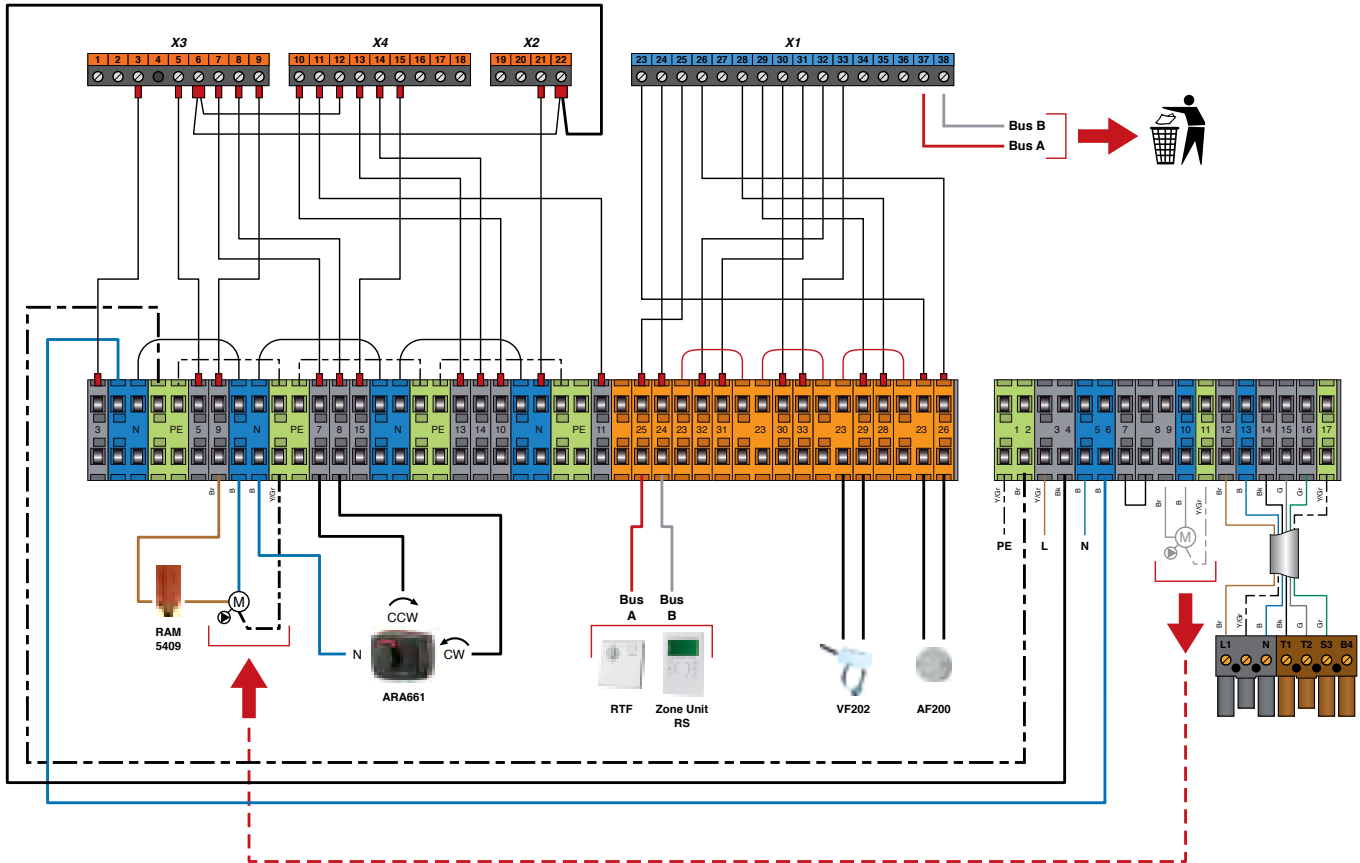 X3 X4 X2 X1
1 2 3 4 5 6 7 8 9 10 11 12 13 14 15 16 17 18 19 20 21 22 23 24 25 26 27 28 29 30 31 32 33 34 35 36 37 38
Bus B
Bus A
3 N PE 5 9 N PE 7 8 15 N PE 13 14 10 N PE 11 25 24 23 32 31 23 30 33 23 29 28 23 26
1 2 3 4 5 6 7 8 9 10 11 12 13 14 15 16 17
Br B B Y/Gr
Y/Gr Br Y/Gr Bk B B Br B Y/Gr Br B Bk G Gr Y/Gr
PE L N
M
M
RAM
5409
CCW
N CW
ARA661
Bus
A
Bus
B
RTF
Zone Unit
RS
VF202
AF200
Br Y/Gr B Bk G Gr
L1 N T1 T2 S3 B4